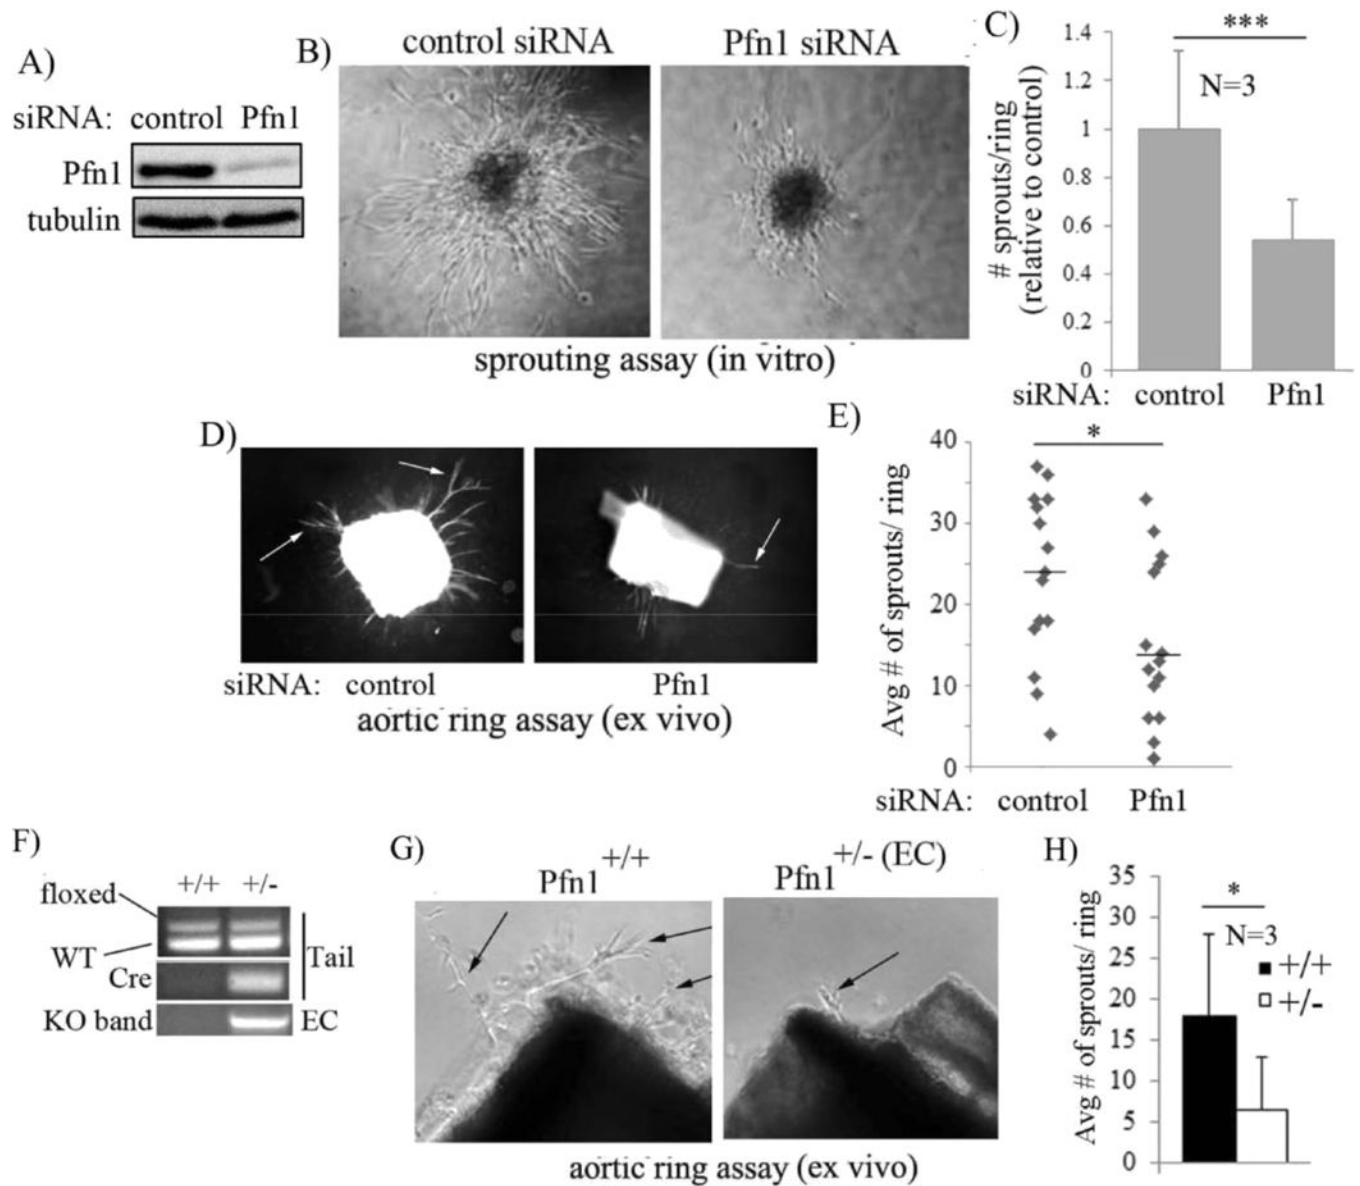 A)
siRNA: control Pfn1
Pfn1
tubulin
B)
control siRNA
Pfn1 siRNA
sprouting assay (in vitro)
C)
# sprouts/ring
(relative to control)
1.4
1.2
1
0.8
0.6
0.4
0.2
0
***
N=3
siRNA: control Pfn1
D)
siRNA: control Pfn1
aortic ring assay (ex vivo)
E)
Avg # of sprouts/ ring
40
30
20
10
0
*
siRNA: control Pfn1
F)
+/+ +/-
floxed
WT
Cre
KO band
Tail
EC
G)
Pfn1+/+
Pfn1+/- (EC)
aortic ring assay (ex vivo)
H)
Avg # of sprouts/ ring
35
30
25
20
15
10
5
0
*
N=3
+/+
+/-